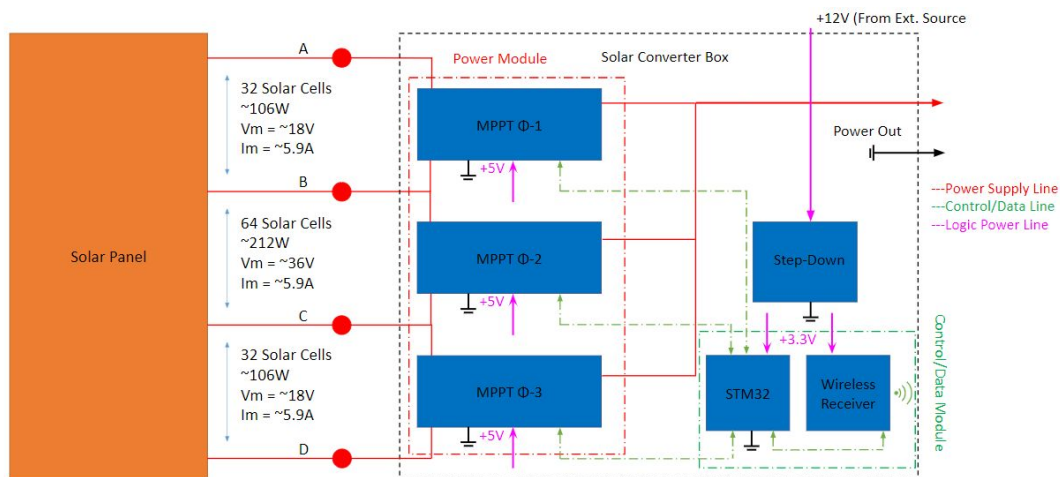 +12V (From Ext. Source
A
Power Module
Solar Converter Box
32 Solar Cells
~106W
Vm = ~18V
Im = ~5.9A
MPPT Φ-1
Power Out
+5V
B
---Power Supply Line
---Control/Data Line
---Logic Power Line
64 Solar Cells
~212W
Vm = ~36V
Im = ~5.9A
Solar Panel
MPPT Φ-2
Step-Down
+5V
C
+3.3V
32 Solar Cells
~106W
Vm = ~18V
Im = ~5.9A
MPPT Φ-3
STM32
Wireless
Receiver
Control/Data Module
+5V
D